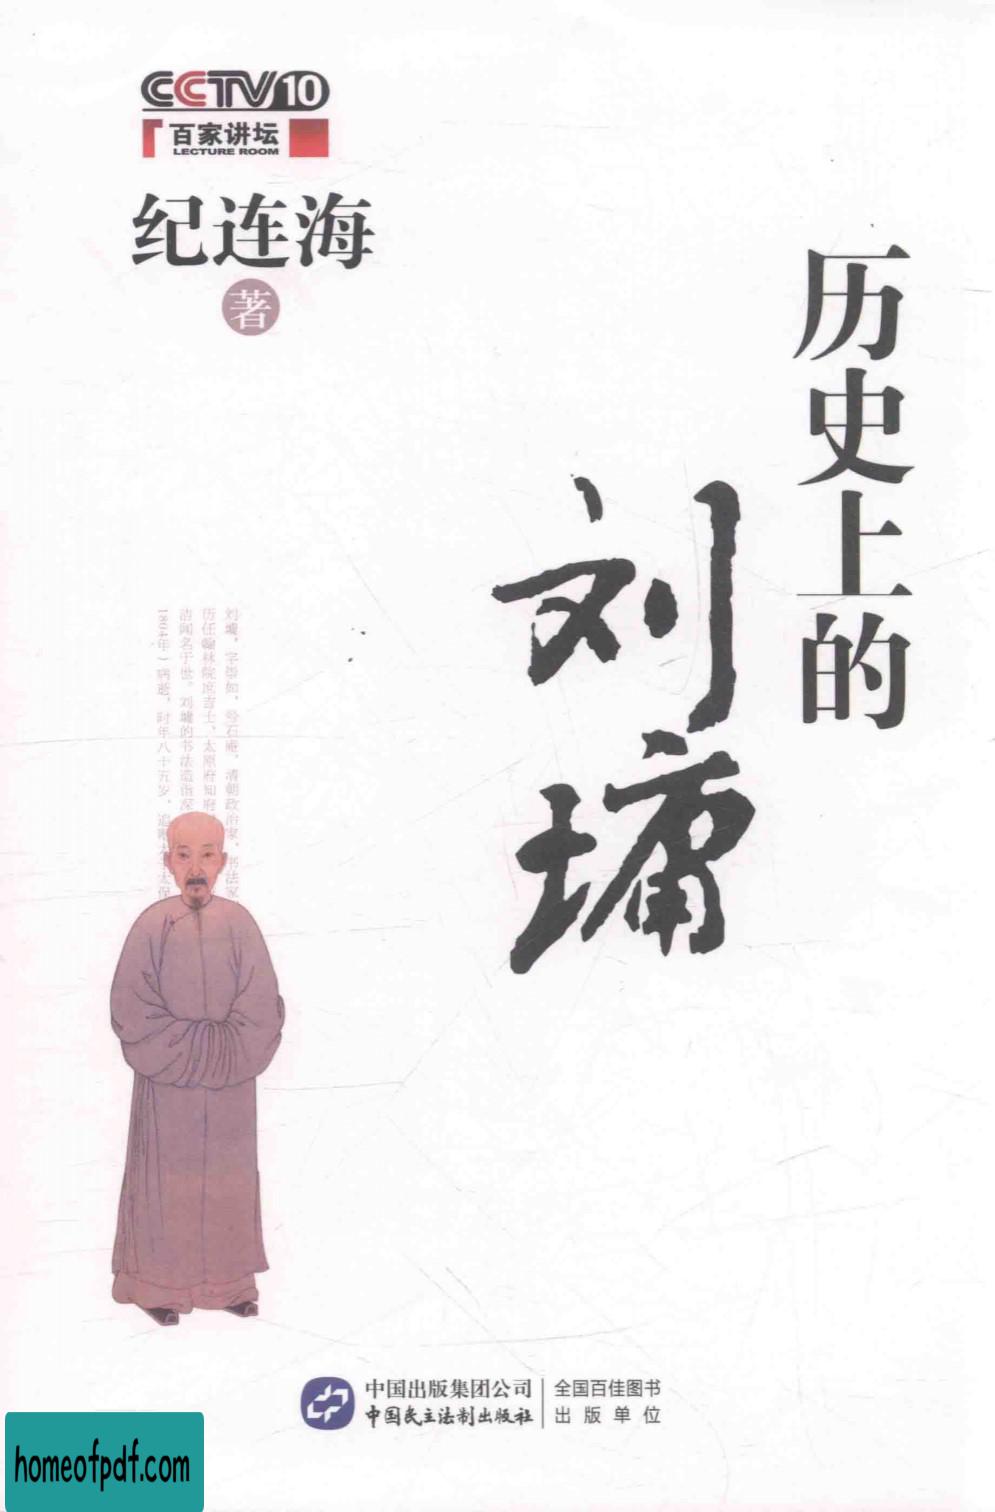 CCTV10
百家讲坛
LECTURE ROOM
纪连海
著
历史上的
刘墉
刘墉，字崇如，号石庵，清朝政治家、书法家
历任翰林院庶吉士、太原府知府
洁闻名于世。刘墉的书法造诣深
1804年）病逝，时年八十五岁，追赠太子太保
中国出版集团公司
中国民主法制出版社
全国百佳图书
出版单位
homeofpdf.com